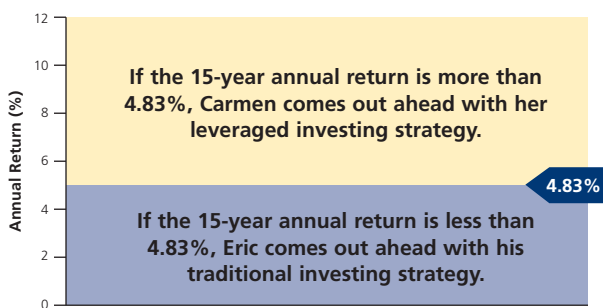 12
10
8
6
4
2
0
Annual Return (%)
If the 15-year annual return is more than
4.83%, Carmen comes out ahead with her
leveraged investing strategy.
4.83%
If the 15-year annual return is less than
4.83%, Eric comes out ahead with his
traditional investing strategy.